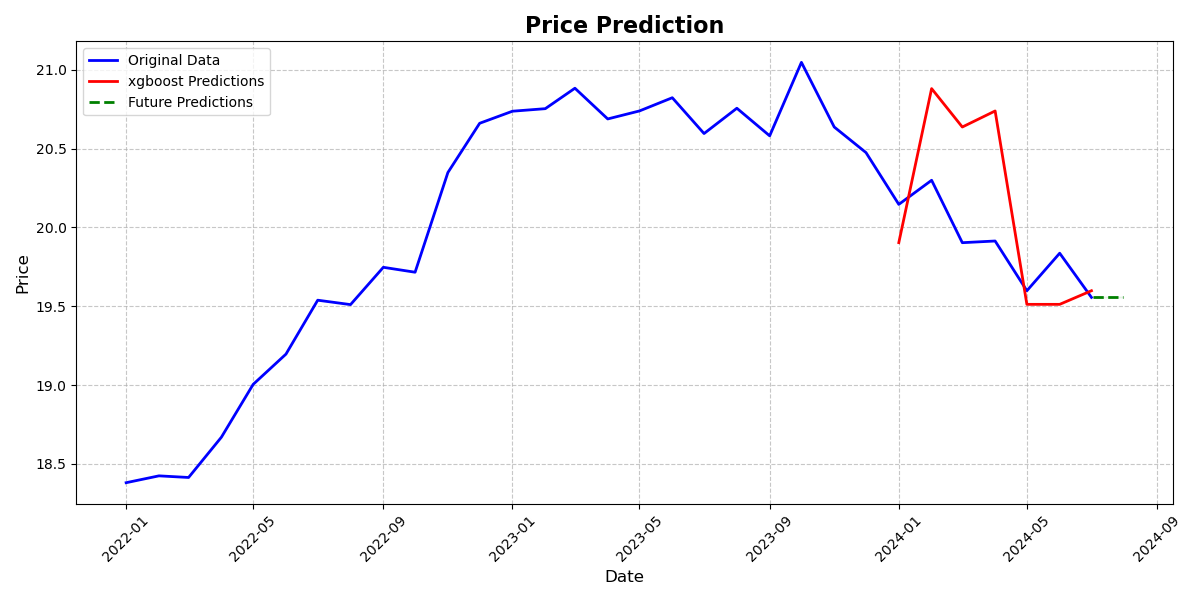 Price Prediction
Original Data
xgboost Predictions
Future Predictions
21.0
20.5
20.0
19.5
19.0
18.5
Price
2022-01
2022-05
2022-09
2023-01
2023-05
2023-09
2024-01
2024-05
2024-09
Date